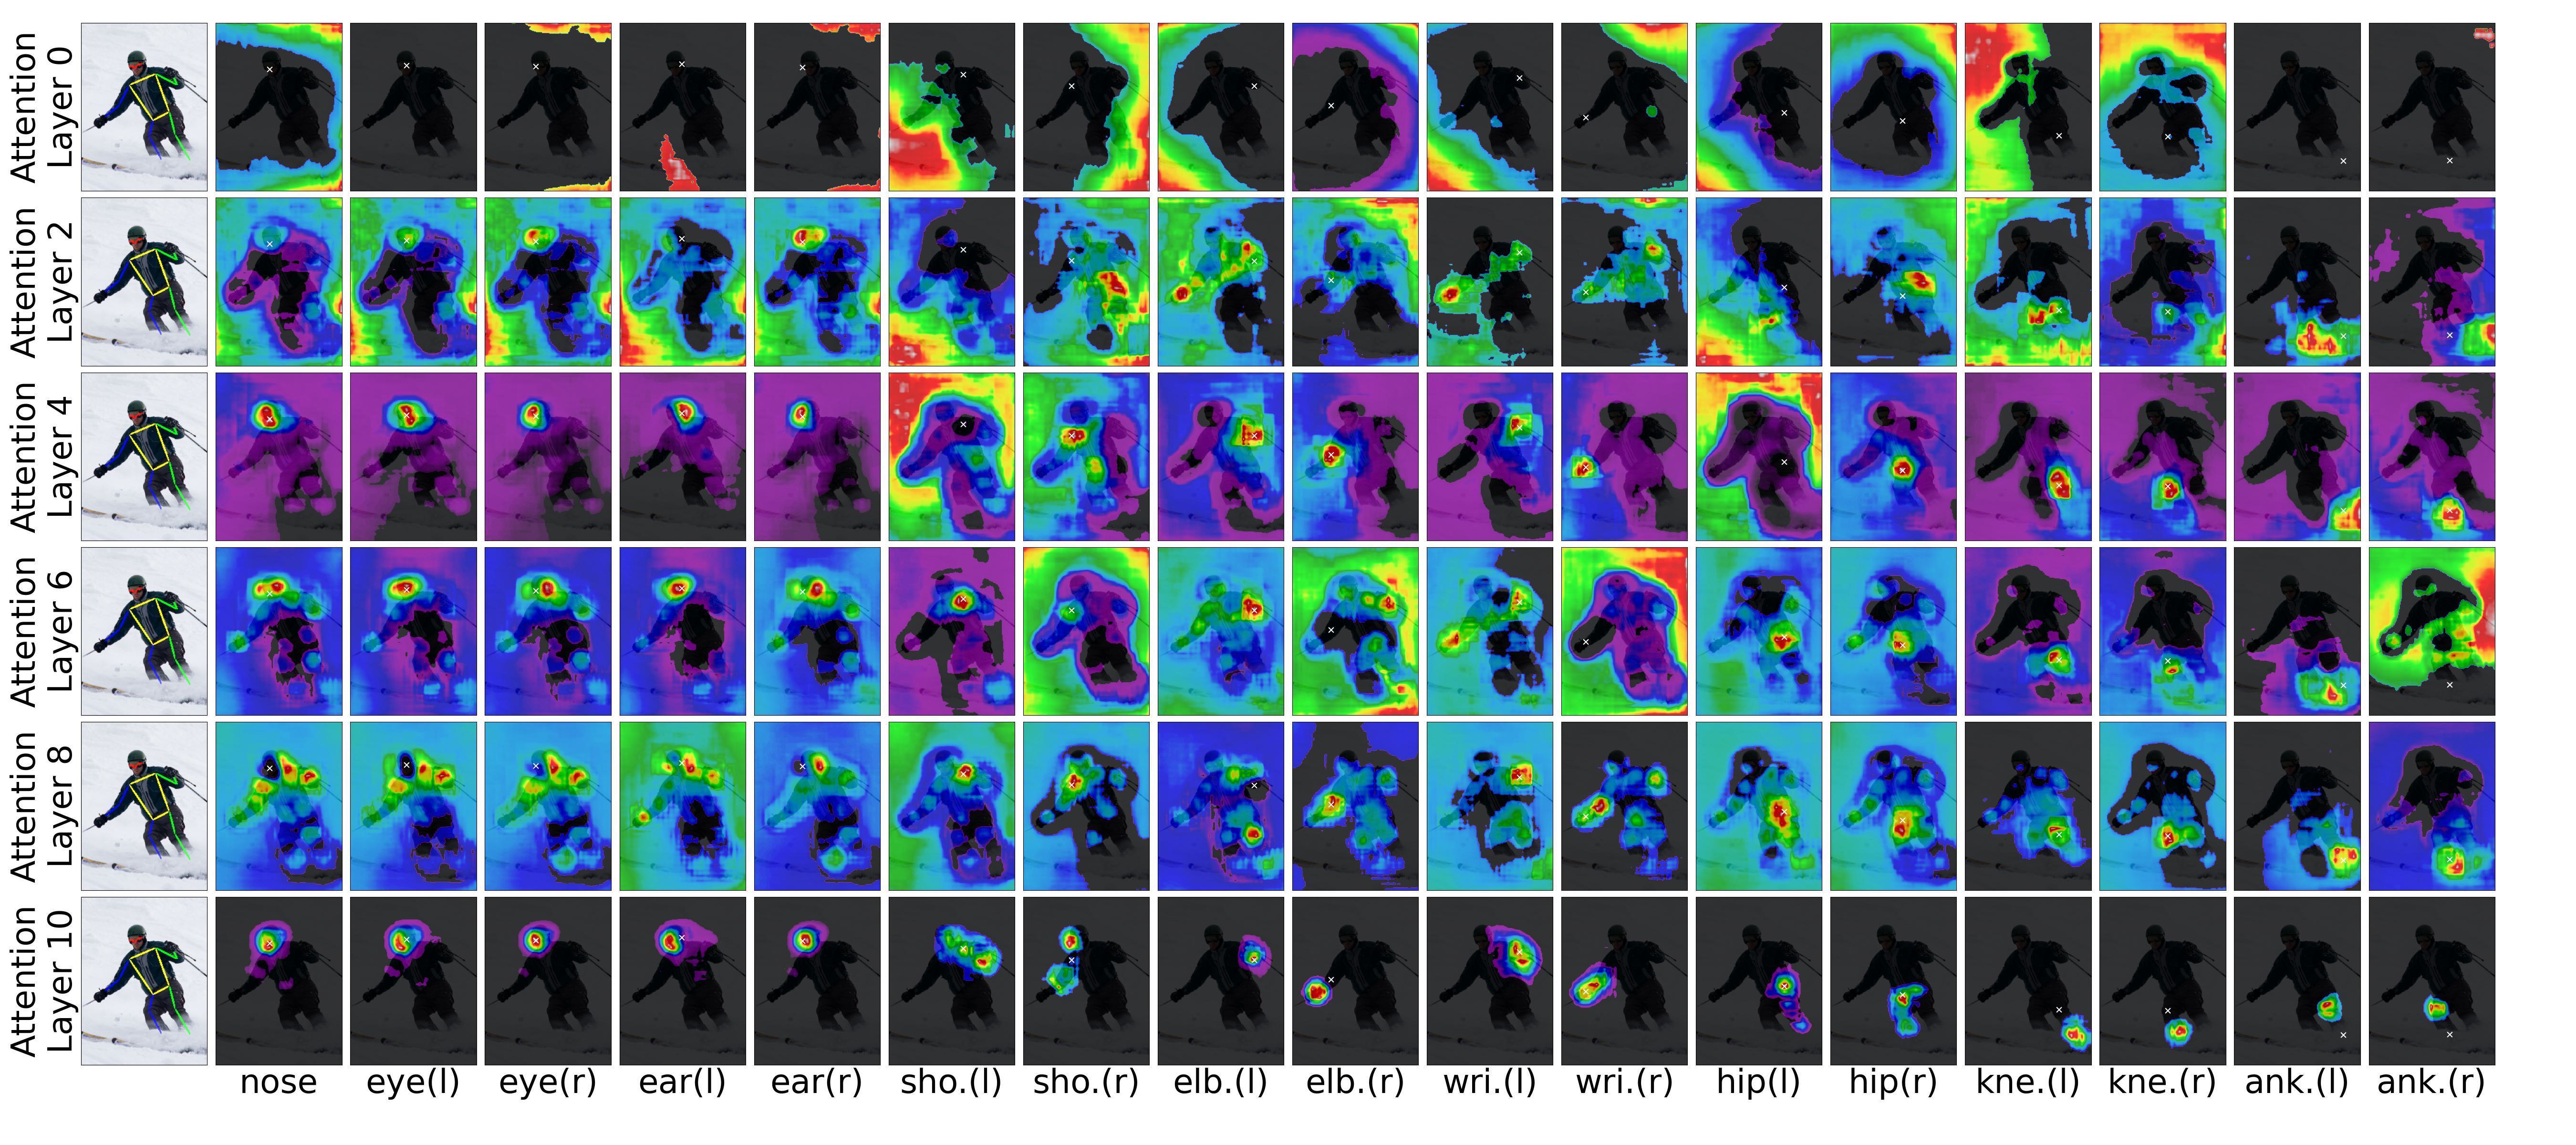 Attention
Layer 0
Attention
Layer 2
Attention
Layer 4
Attention
Layer 6
Attention
Layer 8
Attention
Layer 10
nose eye(l) eye(r) ear(l) ear(r) sho.(l) sho.(r) elb.(l) elb.(r) wri.(l) wri.(r) hip(l) hip(r) kne.(l) kne.(r) ank.(l) ank.(r)